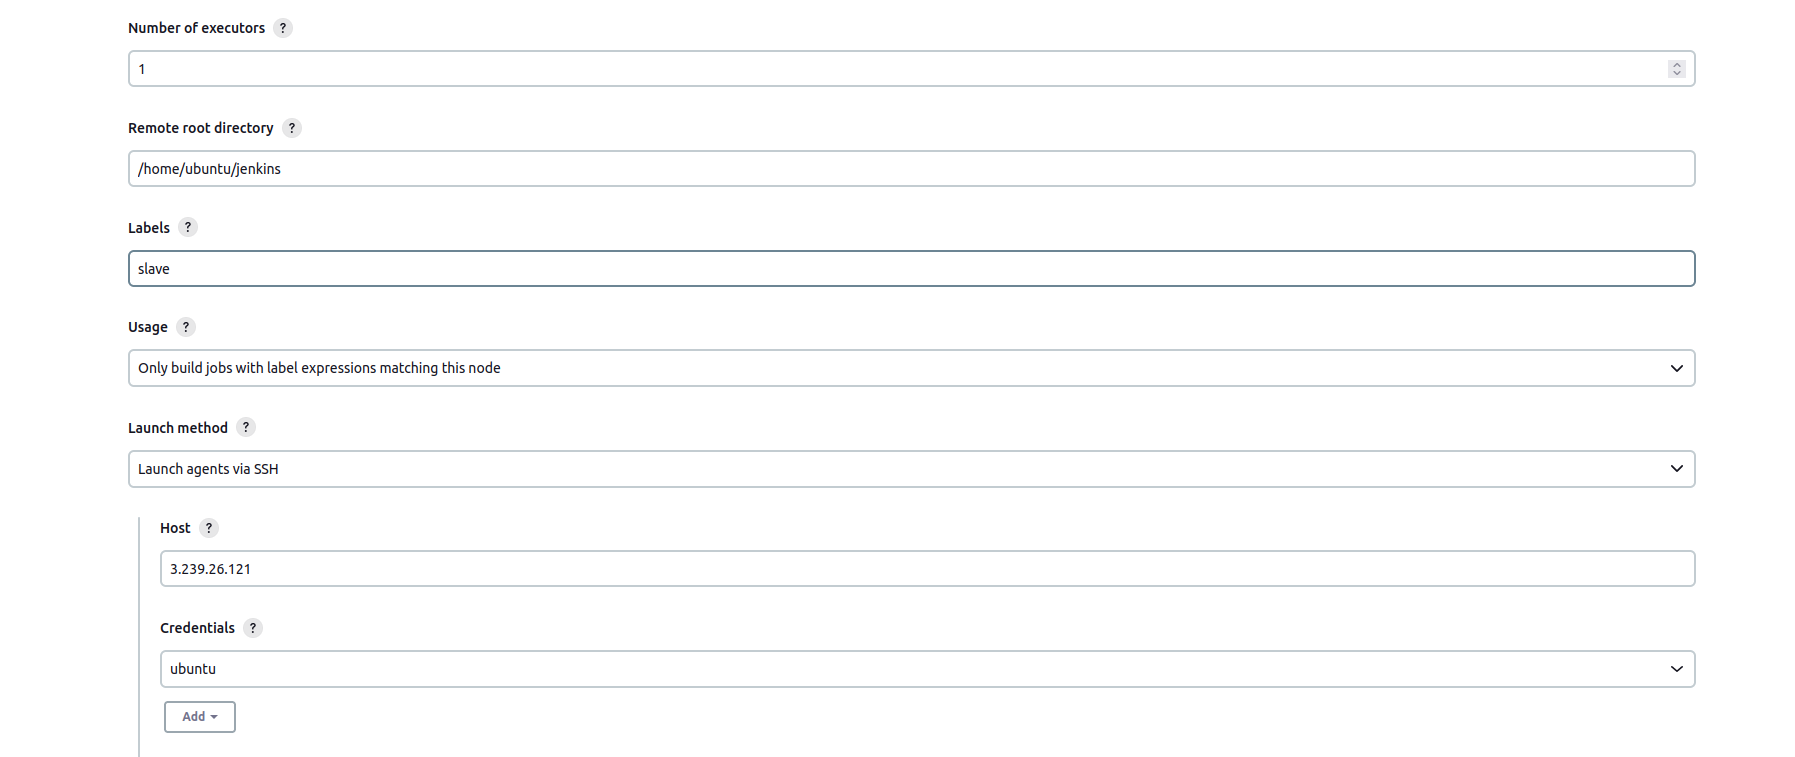 Number of executors ?
1
Remote root directory ?
/home/ubuntu/jenkins
Labels ?
slave
Usage ?
Only build jobs with label expressions matching this node
Launch method ?
Launch agents via SSH
Host ?
3.239.26.121
Credentials ?
ubuntu
Add